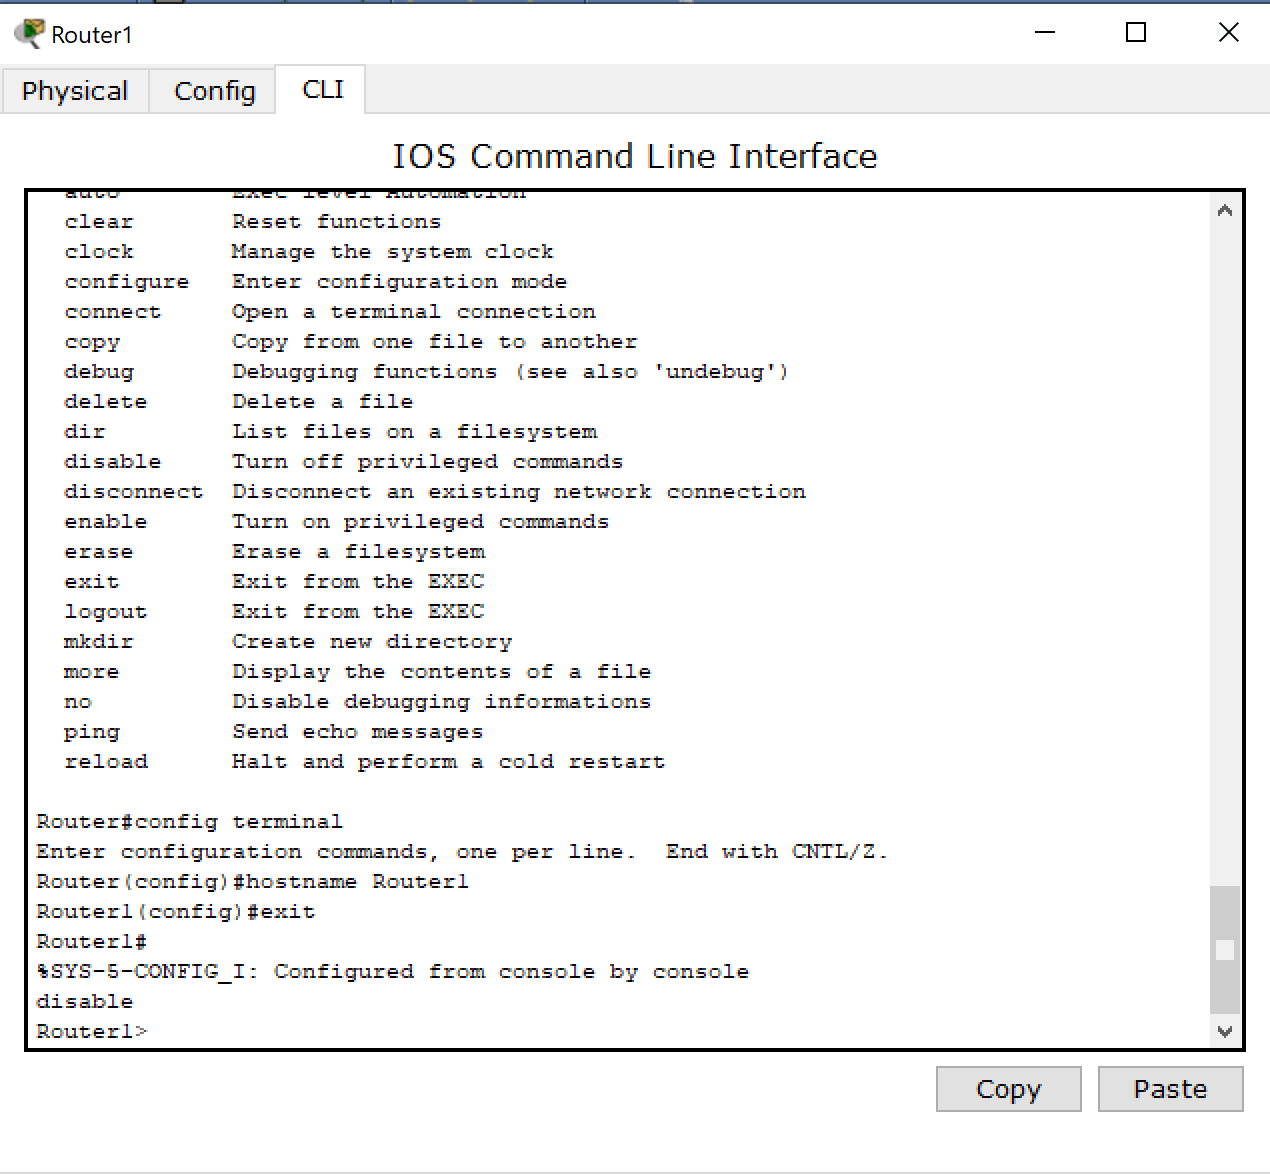 Router1
Physical Config CLI
IOS Command Line Interface
auto Exec level Automation
clear Reset functions
clock Manage the system clock
configure Enter configuration mode
connect Open a terminal connection
copy Copy from one file to another
debug Debugging functions (see also 'undebug')
delete Delete a file
dir List files on a filesystem
disable Turn off privileged commands
disconnect Disconnect an existing network connection
enable Turn on privileged commands
erase Erase a filesystem
exit Exit from the EXEC
logout Exit from the EXEC
mkdir Create new directory
more Display the contents of a file
no Disable debugging informations
ping Send echo messages
reload Halt and perform a cold restart
Router#config terminal
Enter configuration commands, one per line.  End with CNTL/Z.
Router(config)#hostname Router1
Router1(config)#exit
Router1#
%SYS-5-CONFIG_I: Configured from console by console
disable
Router1>
Copy Paste